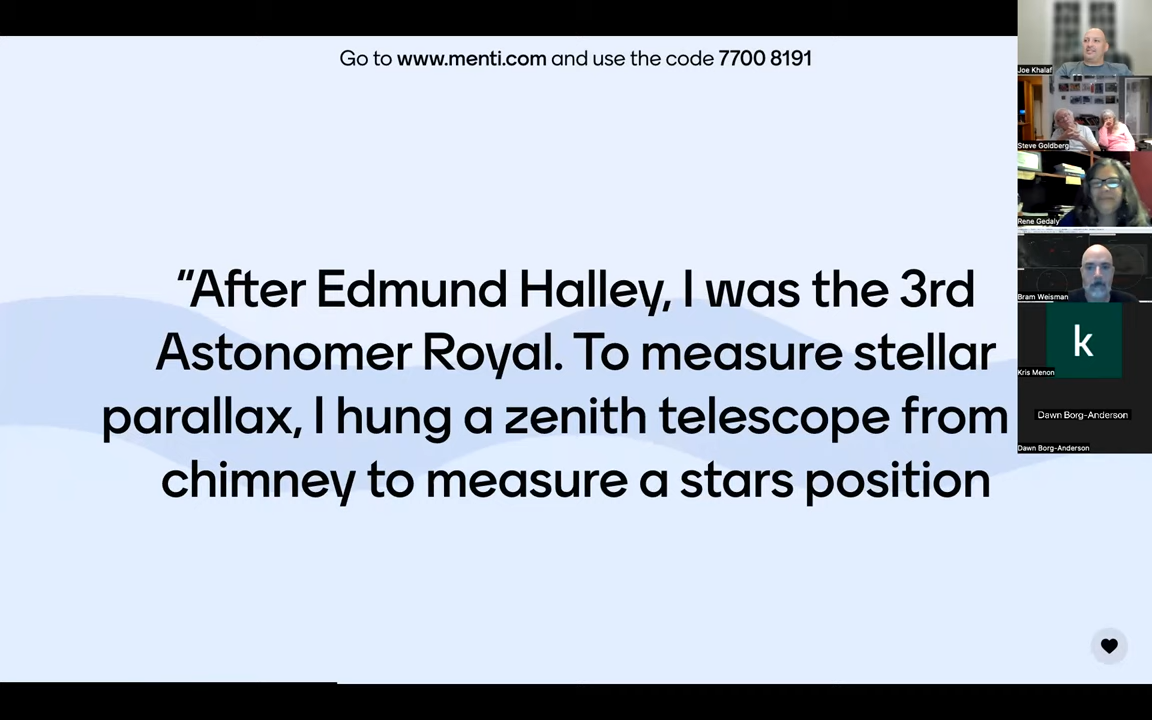 Go to www.menti.com and use the code 7700 8191
“After Edmund Halley, I was the 3rd
Astonomer Royal. To measure stellar
parallax, I hung a zenith telescope from
chimney to measure a stars position
Joe Khalaf
Steve Goldberg
Rene Gedaly
Bram Weisman
k
Kris Menon
Dawn Borg-Anderson
Dawn Borg-Anderson